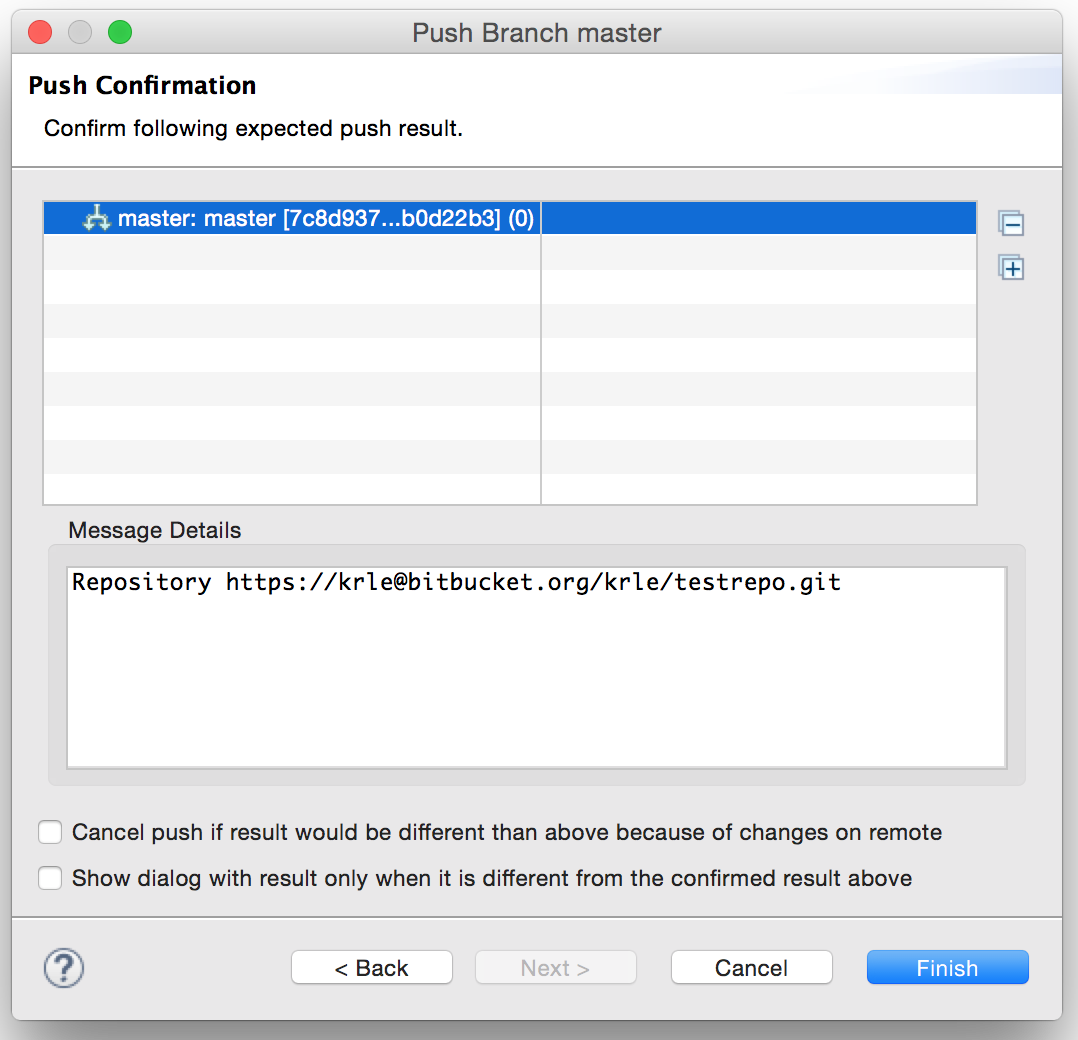 Push Branch master
Push Confirmation
Confirm following expected push result.
master: master [7c8d937...b0d22b3] (0)
Message Details
Repository https://krle@bitbucket.org/krle/testrepo.git
Cancel push if result would be different than above because of changes on remote
Show dialog with result only when it is different from the confirmed result above
? < Back Next > Cancel Finish